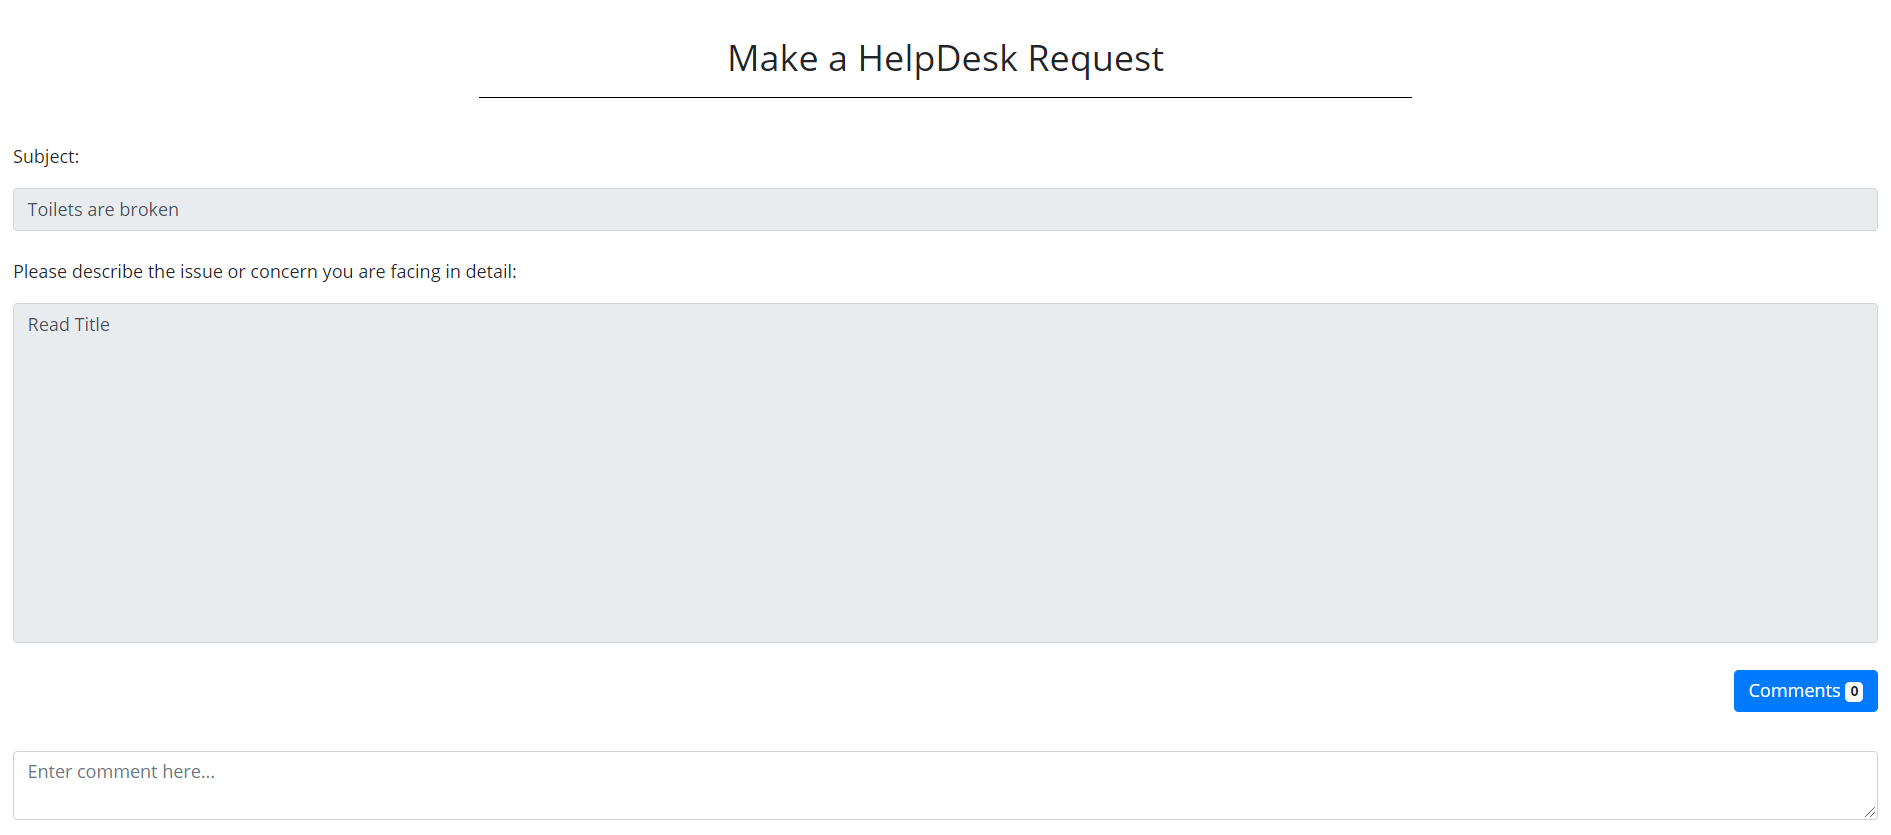 Make a HelpDesk Request
Subject:
Toilets are broken
Please describe the issue or concern you are facing in detail:
Read Title
Comments 0
Enter comment here...